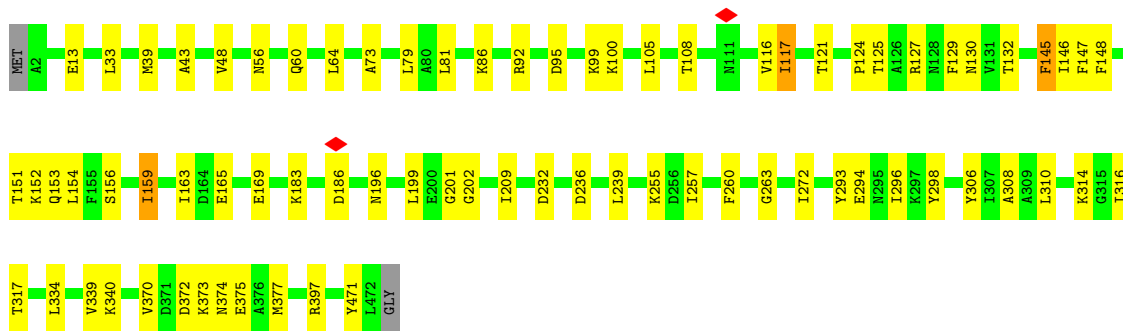 MET A2 E13 L33 M39 A43 V48 N56 Q60 L64 A73 L79 A80 L81 K86 R92 D95 K99 K100 L105 T108 N111 V116 I117 T121 P124 T125 A126 R127 N128 F129 N130 V131 T132 F145 I146 F147 F148
T151 K152 Q153 L154 F155 S156 I159 I163 D164 E165 E169 K183 D186 N196 L199 E200 G201 G202 I209 D232 D236 L239 K255 D256 I257 F260 G263 I272 Y293 E294 N295 I296 K297 Y298 Y306 I307 A308 A309 L310 K314 G315 I316
T317 L334 V339 K340 V370 D371 D372 K373 N374 E375 A376 M377 R397 Y471 L472 GLY